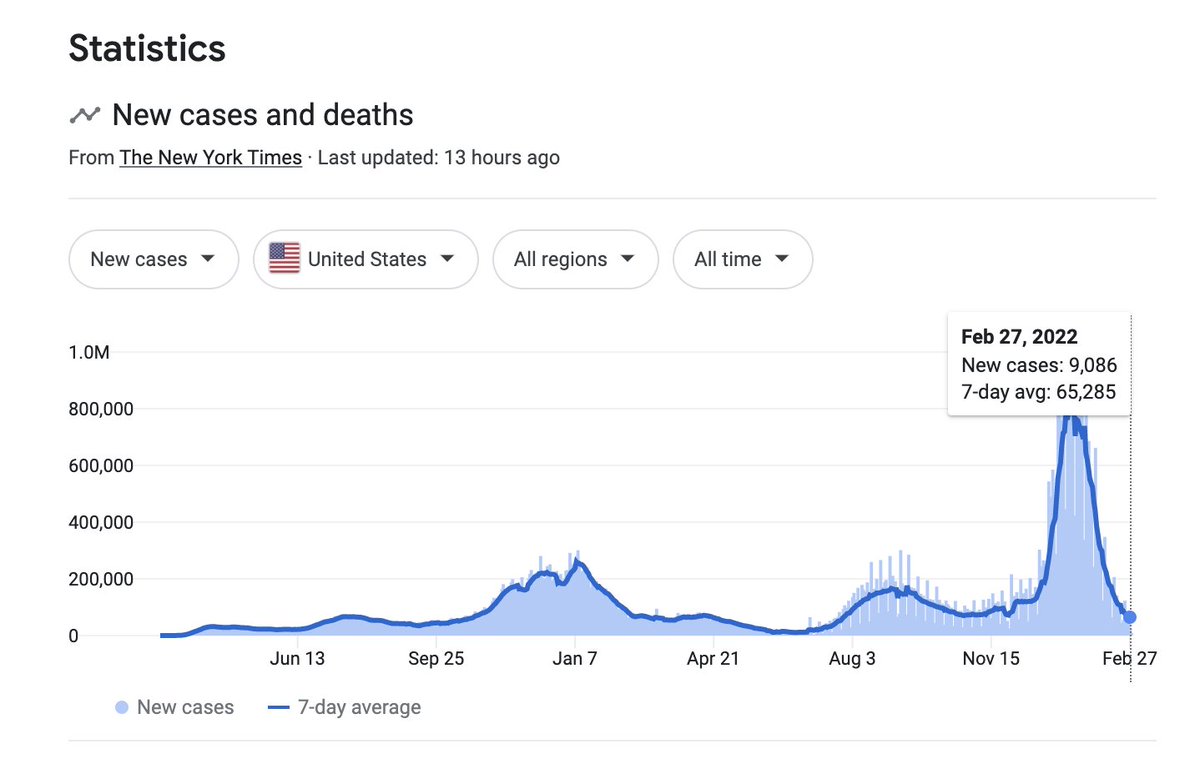 Statistics
New cases and deaths
From The New York Times · Last updated: 13 hours ago
New cases
United States
All regions
All time
Feb 27, 2022
New cases: 9,086
7-day avg: 65,285
1.0M
800,000
600,000
400,000
200,000
0
Jun 13
Sep 25
Jan 7
Apr 21
Aug 3
Nov 15
Feb 27
New cases
7-day average